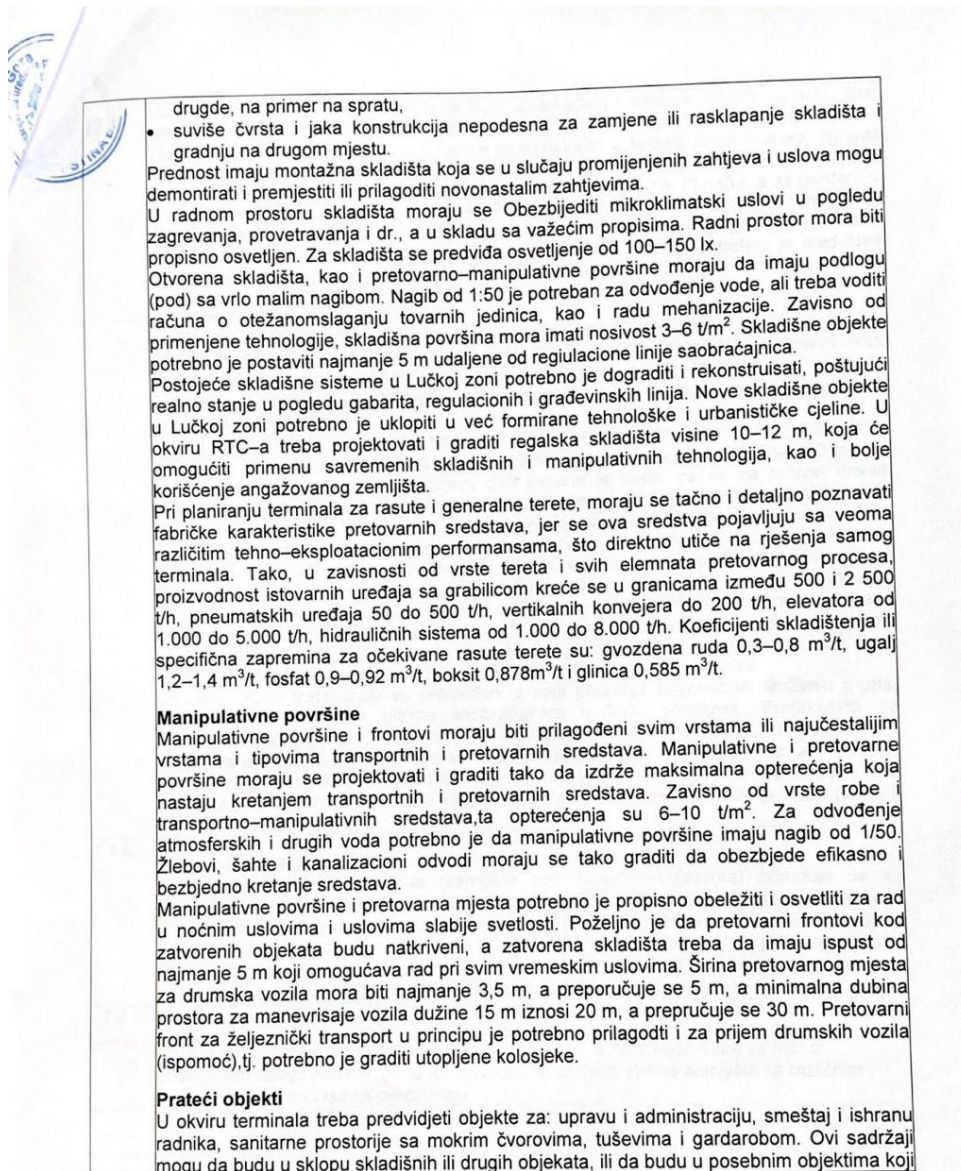 drugde, na primer na spratu,
• suviše čvrsta i jaka konstrukcija nepodesna za zamjene ili rasklapanje skladišta i
gradnju na drugom mjestu.
Prednost imaju montažna skladišta koja se u slučaju promijenjenih zahtjeva i uslova mogu
demontirati i premjestiti ili prilagoditi novonastalim zahtjevima.
U radnom prostoru skladišta moraju se Obezbijediti mikroklimatski uslovi u pogledu
zagrevanja, provetravanja i dr., a u skladu sa važećim propisima. Radni prostor mora biti
propisno osvetljen. Za skladišta se predviđa osvetljenje od 100–150 lx.
Otvorena skladišta, kao i pretovarno–manipulativne površine moraju da imaju podlogu
(pod) sa vrlo malim nagibom. Nagib od 1:50 je potreban za odvođenje vode, ali treba voditi
računa o otežanomslaganju tovarnih jedinica, kao i radu mehanizacije. Zavisno od
primenjene tehnologije, skladišna površina mora imati nosivost 3–6 t/m². Skladišne objekte
potrebno je postaviti najmanje 5 m udaljene od regiulacione linije saobraćajnica.
Postojeće skladišne sisteme u Lučkoj zoni potrebno je dograditi i rekonstruisati, poštujući
realno stanje u pogledu gabarita, regulacionih i građevinskih linija. Nove skladišne objekte
u Lučkoj zoni potrebno je uklopiti u već formirane tehnološke i urbanističke cjeline. U
okviru RTC–a treba projektovati i graditi regalska skladišta visine 10–12 m, koja će
omogućiti primenu savremenih skladišnih i manipulativnih tehnologija, kao i bolje
korišćenje angažovanog zemljišta.
Pri planiranju terminala za rasute i generalne terete, moraju se tačno i detaljno poznavati
fabričke karakteristike pretovarnih sredstava, jer se ova sredstva pojavljuju sa veoma
različitim tehno–eksploatacionim performansama, što direktno utiče na rješenja samog
terminala. Tako, u zavisnosti od vrste tereta i svih elemnata pretovarnog procesa,
proizvodnost istovarnih uređaja sa grabilicom kreće se u granicama između 500 i 2 500
t/h, pneumatskih uređaja 50 do 500 t/h, vertikalnih konvejera do 200 t/h, elevatora od
1.000 do 5.000 t/h, hidrauličnih sistema od 1.000 do 8.000 t/h. Koeficijenti skladištenja ili
specifična zapremina za očekivane rasute terete su: gvozdena ruda 0,3–0,8 m³/t, ugalj
1,2–1,4 m³/t, fosfat 0,9–0,92 m³/t, boksit 0,878m³/t i glinica 0,585 m³/t.
Manipulativne površine
Manipulativne površine i frontovi moraju biti prilagođeni svim vrstama ili najučestalijim
vrstama i tipovima transportnih i pretovarnih sredstava. Manipulativne i pretovarne
površine moraju se projektovati i graditi tako da izdrže maksimalna opterećenja koja
nastaju kretanjem transportnih i pretovarnih sredstava. Zavisno od vrste robe i
transportno–manipulativnih sredstva,ta opterećenja su 6–10 t/m². Za odvođenje
atmosferskih i drugih voda potrebno je da manipulativne površine imaju nagib od 1/50.
Žlebovi, šahte i kanalizacioni odvodi moraju se tako graditi da obezbjede efikasno i
bezbjedno kretanje sredstava.
Manipulativne površine i pretovarna mjesta potrebno je propisno obeležiti i osvetliti za rad
u noćnim uslovima i uslovima slabije svetlosti. Poželjno je da pretovarni frontovi kod
zatvorenih objekata budu natkriveni, a zatvorena skladišta treba da imaju ispust od
najmanje 5 m koji omogućava rad pri svim vremeskim uslovima. Širina pretovarnog mjesta
za drumska vozila mora biti najmanje 3,5 m, a preporučuje se 5 m, a minimalna dubina
prostora za manevrisaje vozila dužine 15 m iznosi 20 m, a prepručuje se 30 m. Pretovarni
front za željeznički transport u principu je potrebno prilagodti i za prijem drumskih vozila
(ispomoć),tj. potrebno je graditi utopljene kolosjeke.
Prateći objekti
U okviru terminala treba predvidjeti objekte za: upravu i administraciju, smeštaj i ishranu
radnika, sanitarne prostorije sa mokrim čvorovima, tuševima i gardarobom. Ovi sadržaji
mogu da budu u sklopu skladišnih ili drugih objekata, ili da budu u posebnim objektima koji